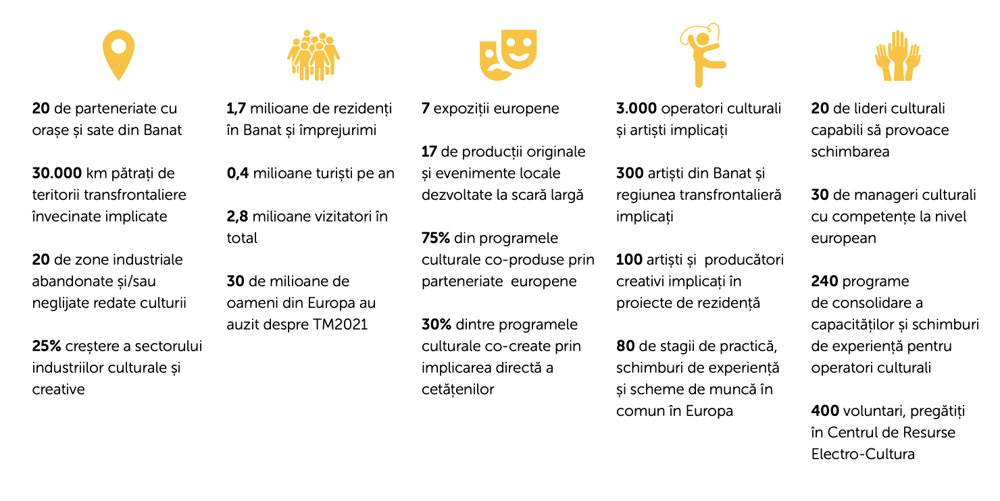 20 de parteneriate cu
orașe și sate din Banat
30.000 km pătrați de
teritorii transfrontaliere
învecinate implicate
20 de zone industriale
abandonate și/sau
neglijate redate culturii
25% creștere a sectorului
industriilor culturale și
creative
1,7 milioane de rezidenți
în Banat și împrejurimi
0,4 milioane turiști pe an
2,8 milioane vizitatori în
total
30 de milioane de
oameni din Europa au
auzit despre TM2021
7 expoziții europene
17 de producții originale
și evenimente locale
dezvoltate la scară largă
75% din programele
culturale co-produse prin
parteneriate  europene
30% dintre programele
culturale co-create prin
implicarea directă a
cetățenilor
3.000 operatori culturali
și artiști implicați
300 artiști din Banat și
regiunea transfrontalieră
implicați
100 artiști și  producători
creativi implicați în
proiecte de rezidență
80 de stagii de practică,
schimburi de experiență
și scheme de muncă în
comun în Europa
20 de lideri culturali
capabili să provoace
schimbarea
30 de manageri culturali
cu competențe la nivel
european
240 programe
de consolidare a
capacităților și schimburi
de experiență pentru
operatori culturali
400 voluntari, pregătiți
în Centrul de Resurse
Electro-Cultura